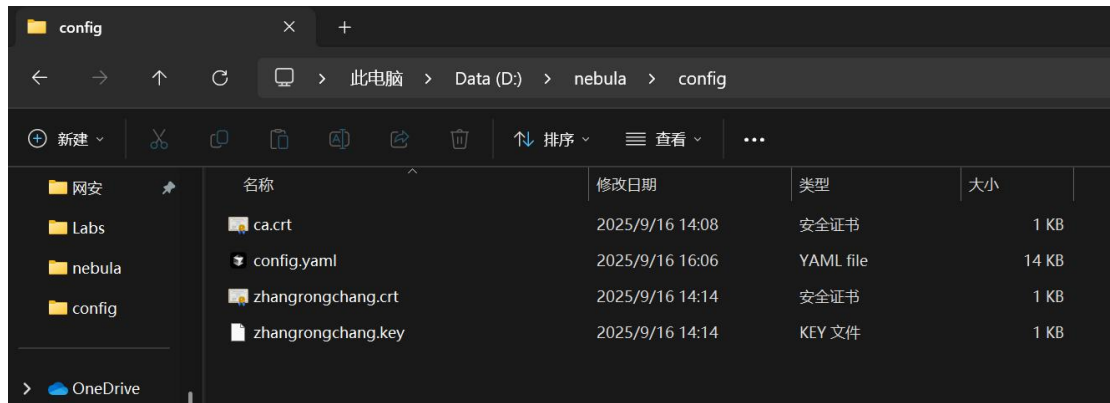 config
此电脑 > Data (D:) > nebula > config
新建 排序 查看
网安
Labs
nebula
config
OneDrive
名称 修改日期 类型 大小
ca.crt 2025/9/16 14:08 安全证书 1 KB
config.yaml 2025/9/16 16:06 YAML file 14 KB
zhangrongchang.crt 2025/9/16 14:14 安全证书 1 KB
zhangrongchang.key 2025/9/16 14:14 KEY 文件 1 KB